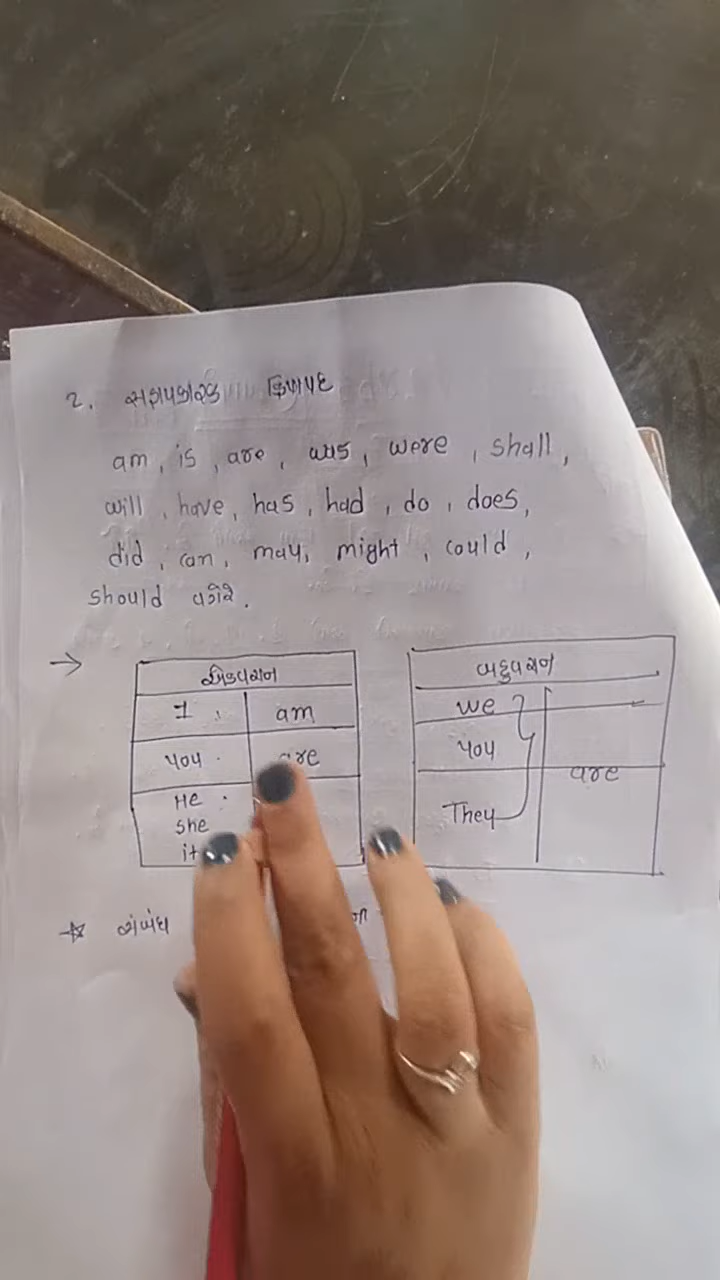 2. સહાયકારક ક્રિયાપદ
am, is, are, was, were, shall,
will, have, has, had, do, does,
did, can, may, might, could,
should વગેરે.
→
એકવચન
I am
you are
He
she
it
બહુવચન
we
you
They
are
★ સંબંધ